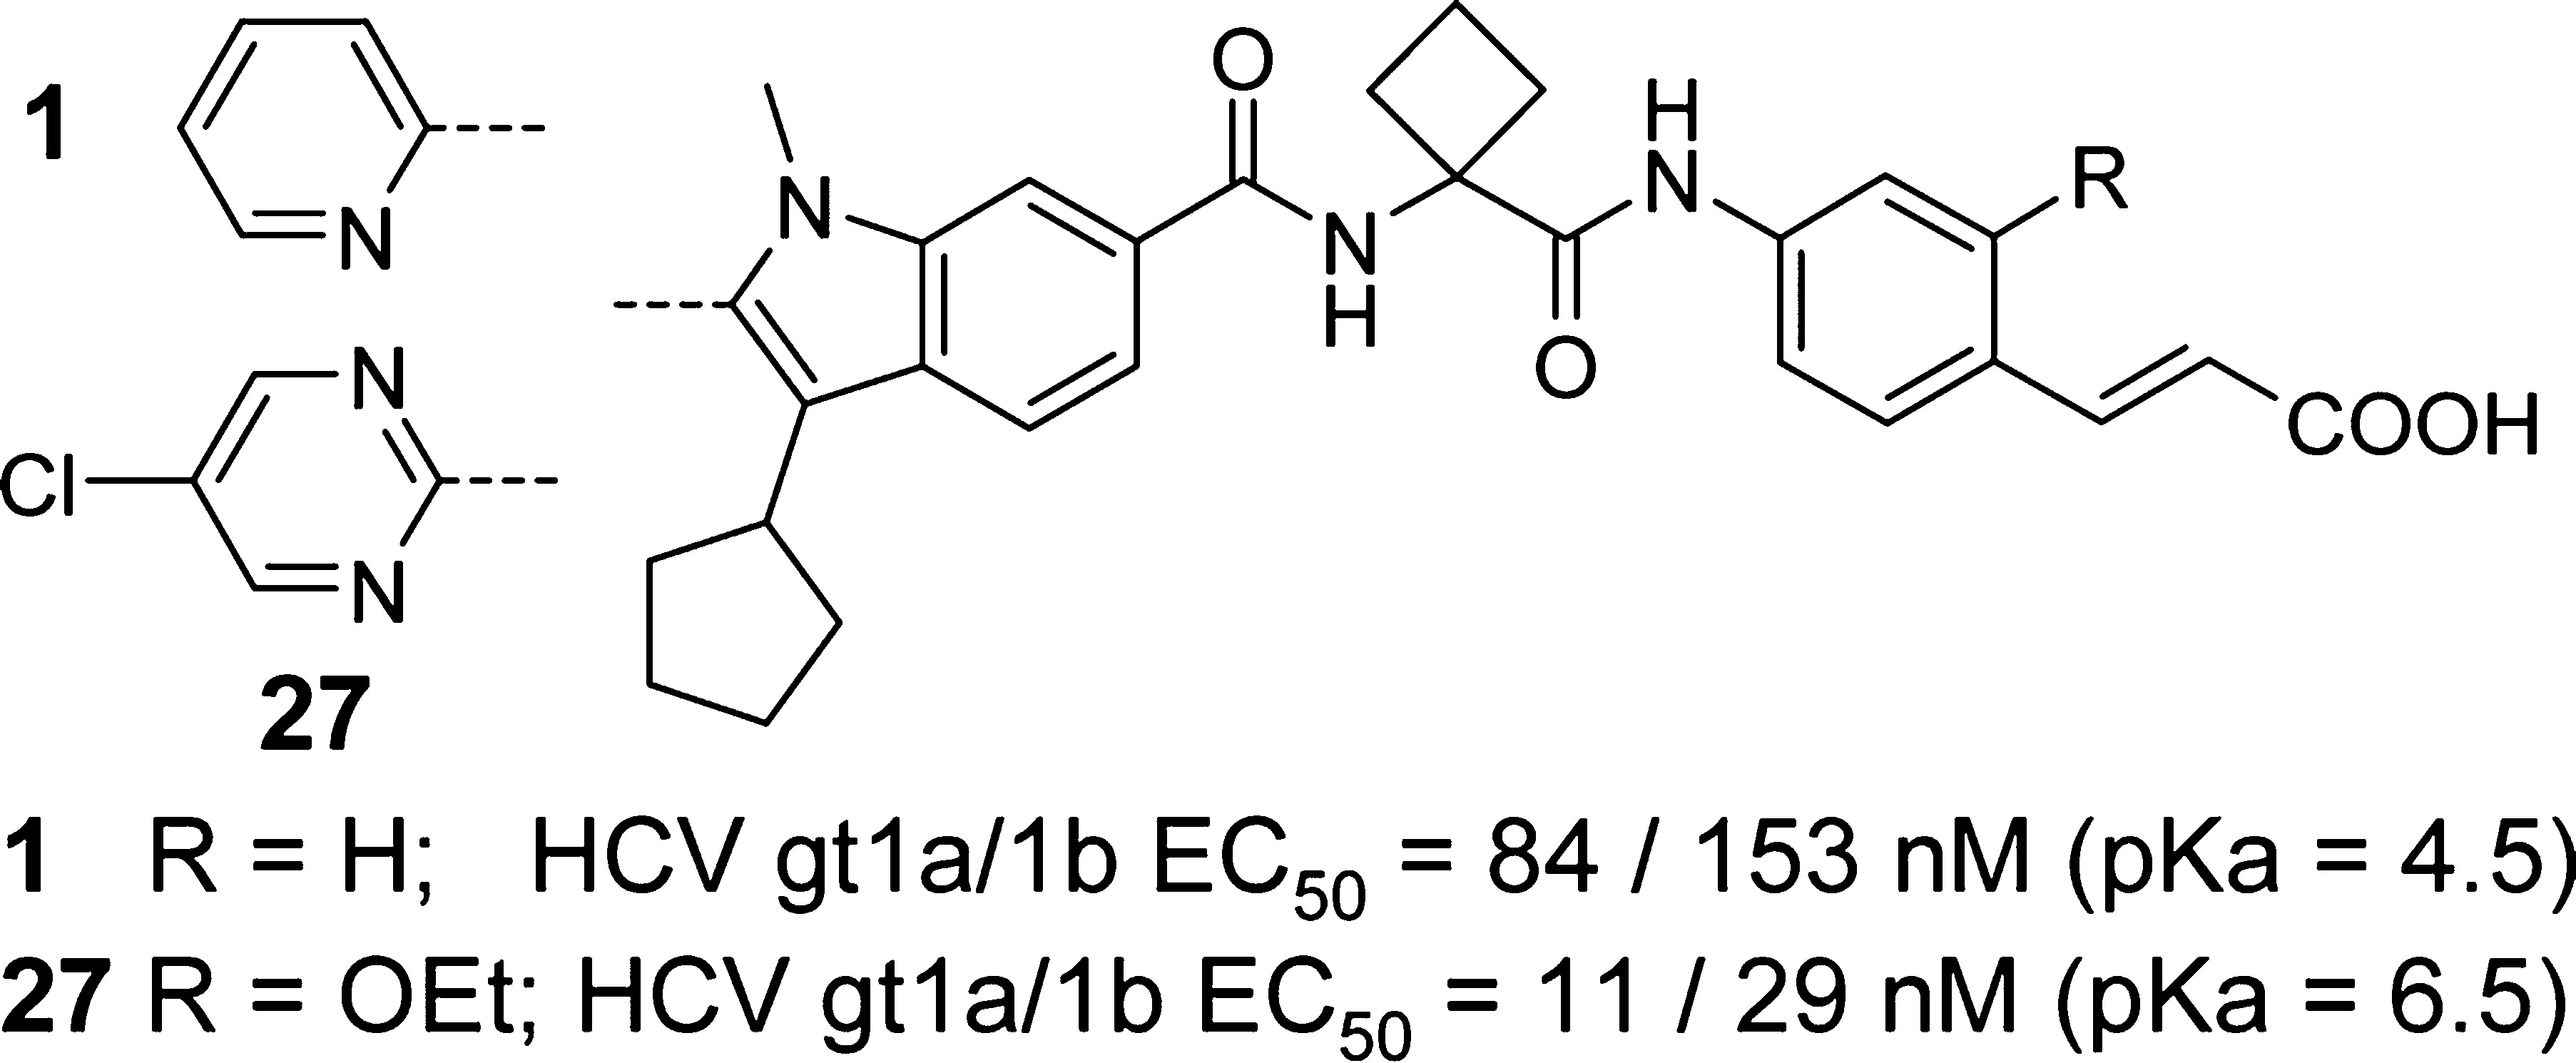 1
N
Cl
N
N
27
N
O
N
H
O
H
N
R
COOH
1 R = H; HCV gt1a/1b EC50 = 84 / 153 nM (pKa = 4.5)
27 R = OEt; HCV gt1a/1b EC50 = 11 / 29 nM (pKa = 6.5)